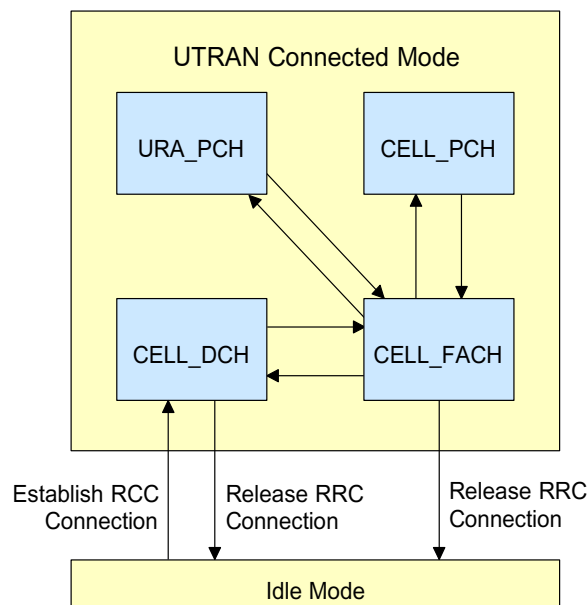 UTRAN Connected Mode
URA_PCH
CELL_PCH
CELL_DCH
CELL_FACH
Establish RCC
Connection
Release RRC
Connection
Release RRC
Connection
Idle Mode